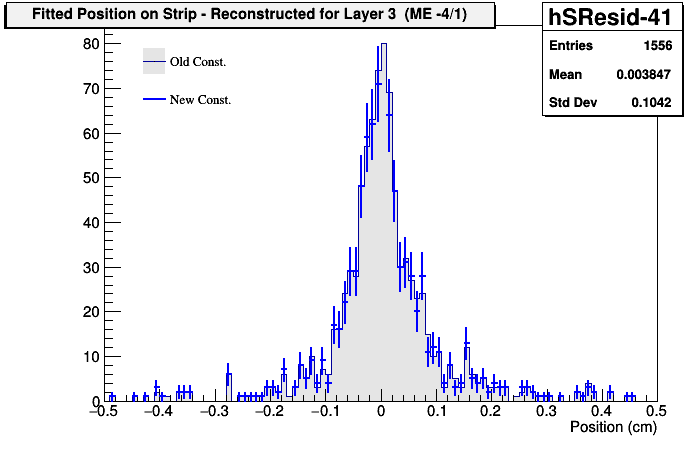 Fitted Position on Strip - Reconstructed for Layer 3 (ME -4/1)
hSResid-41
Entries 1556
Mean 0.003847
Std Dev 0.1042
Old Const.
New Const.
80
70
60
50
40
30
20
10
0
−0.5 −0.4 −0.3 −0.2 −0.1 0 0.1 0.2 0.3 0.4 0.5
Position (cm)